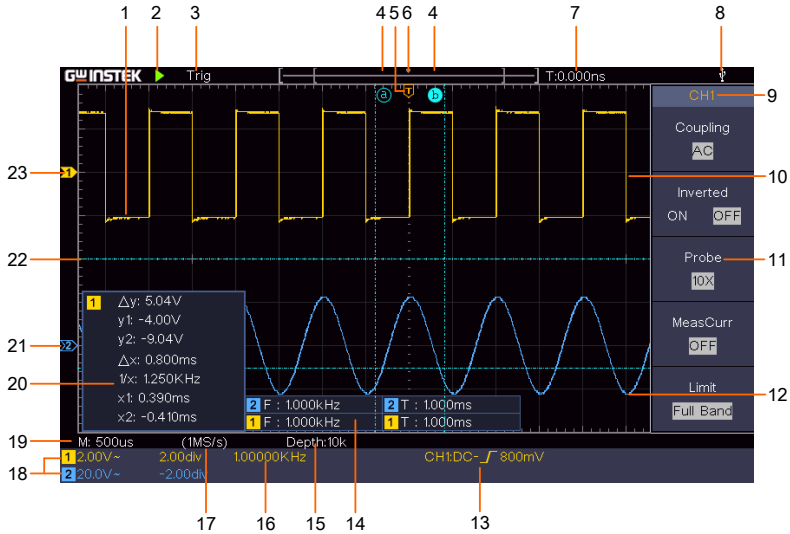 1 2 3 4 5 6 4 7 8
GWINSTEK Trig T:0.000ns
a T b
CH1 9
Coupling
AC
23 1 10
Inverted
ON OFF
22 Probe 11
10X
1 Δy: 5.04V
y1: -4.00V
y2: -9.04V
21 2 MeasCurr
OFF
Δx: 0.800ms
20 1/x: 1.250KHz
x1: 0.390ms
x2: -0.410ms
Limit 12
Full Band
2 F : 1.000kHz 2 T : 1.000ms
1 F : 1.000kHz 1 T : 1.000ms
19 M: 500us (1MS/s) Depth:10k
18 1 2.00V~ 2.00div 1.00000KHz CH1:DC- 800mV
2 20.0V~ -2.00div
17 16 15 14 13